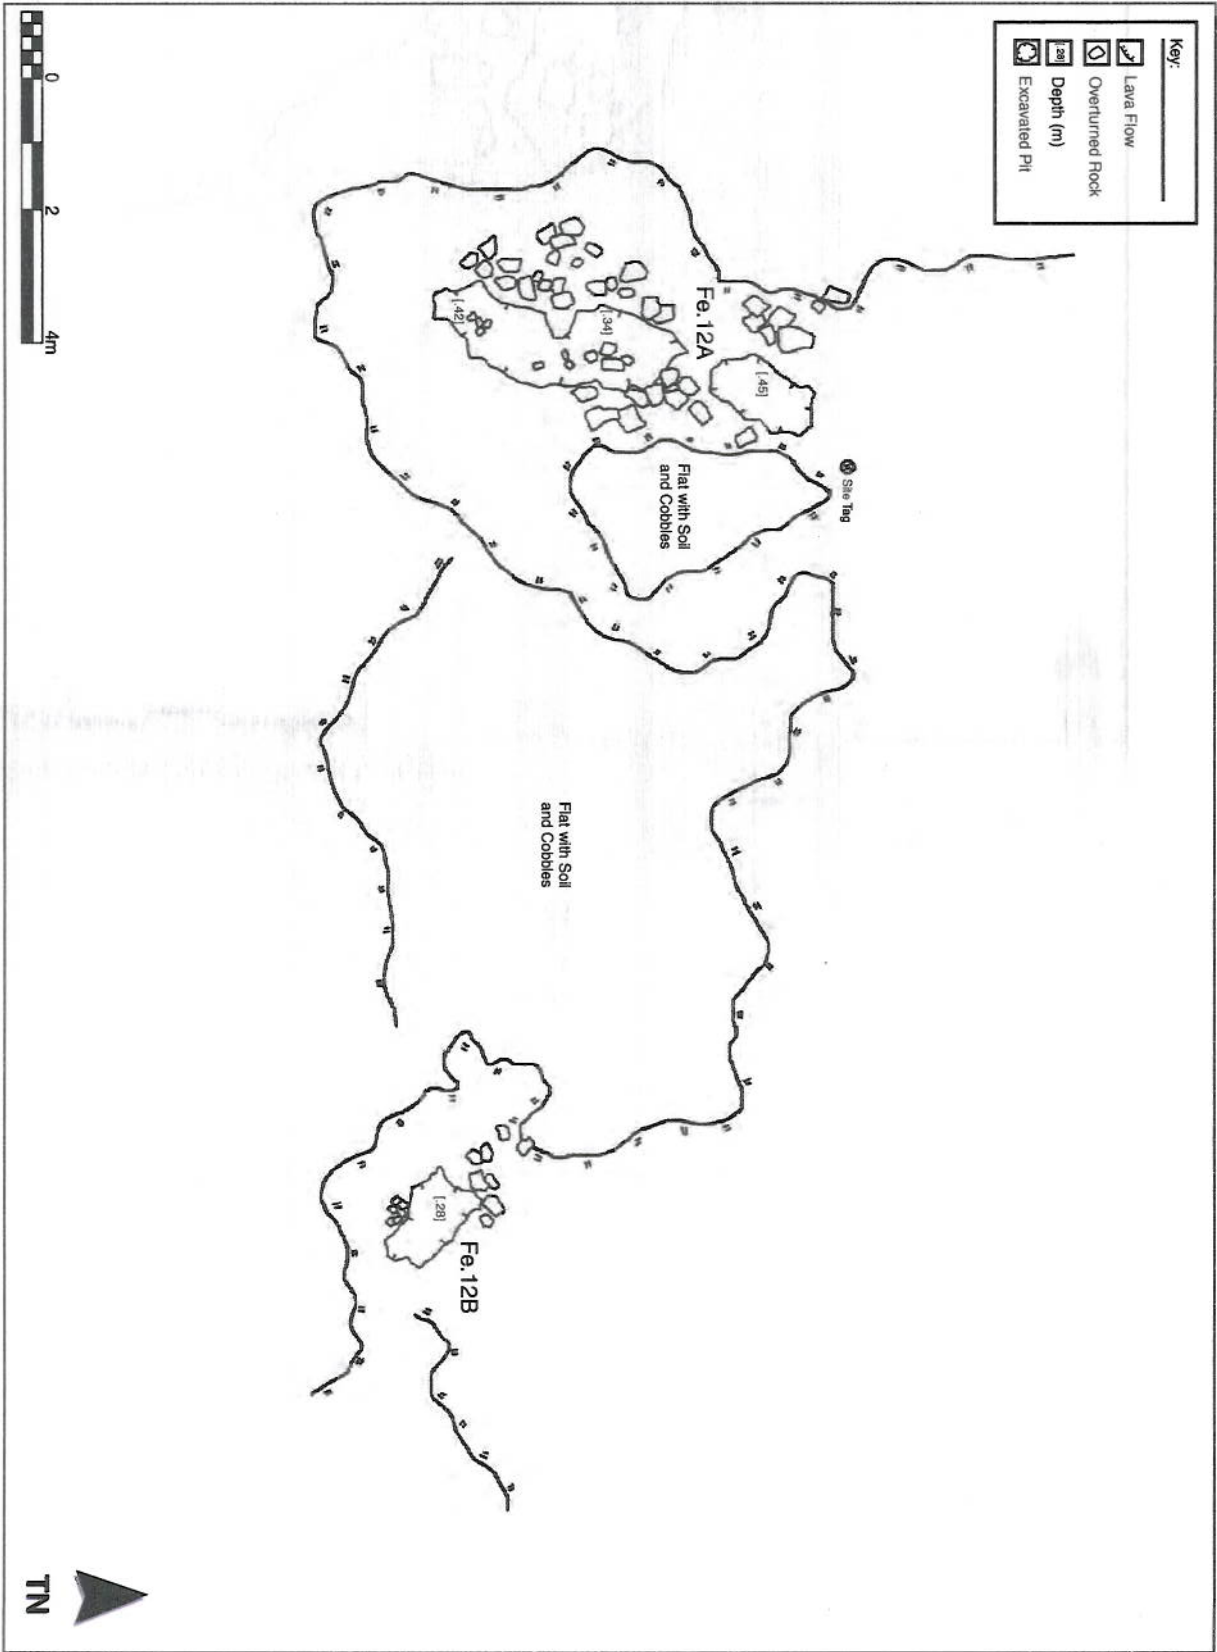 Key:
Lava Flow
Overturned Rock
[.28] Depth (m)
Excavated Pit
Fe.12A
[.45]
[.34]
[.42]
Site Tag
Flat with Soil
and Cobbles
Flat with Soil
and Cobbles
[.28]
Fe.12B
0 2 4m
TN